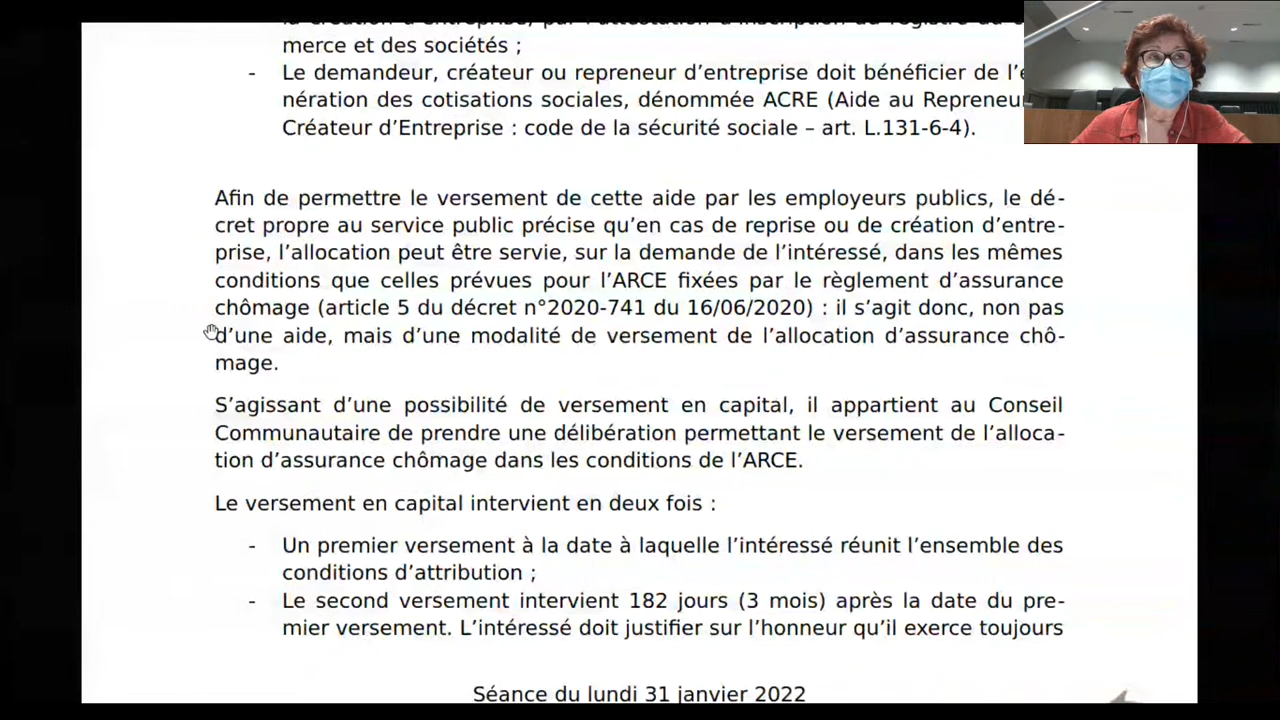 merce et des sociétés ;
- Le demandeur, créateur ou repreneur d’entreprise doit bénéficier de l’
nération des cotisations sociales, dénommée ACRE (Aide au Repreneur
Créateur d’Entreprise : code de la sécurité sociale – art. L.131-6-4).
Afin de permettre le versement de cette aide par les employeurs publics, le dé-
cret propre au service public précise qu’en cas de reprise ou de création d’entre-
prise, l’allocation peut être servie, sur la demande de l’intéressé, dans les mêmes
conditions que celles prévues pour l’ARCE fixées par le règlement d’assurance
chômage (article 5 du décret n°2020-741 du 16/06/2020) : il s’agit donc, non pas
d’une aide, mais d’une modalité de versement de l’allocation d’assurance chô-
mage.
S’agissant d’une possibilité de versement en capital, il appartient au Conseil
Communautaire de prendre une délibération permettant le versement de l’alloca-
tion d’assurance chômage dans les conditions de l’ARCE.
Le versement en capital intervient en deux fois :
- Un premier versement à la date à laquelle l’intéressé réunit l’ensemble des
conditions d’attribution ;
- Le second versement intervient 182 jours (3 mois) après la date du pre-
mier versement. L’intéressé doit justifier sur l’honneur qu’il exerce toujours
Séance du lundi 31 janvier 2022